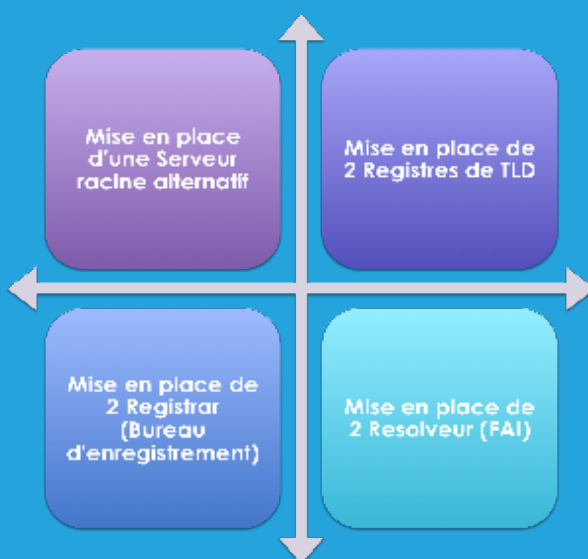 Mise en place
d'une Serveur
racine alternatif
Mise en place de
2 Registres de TLD
Mise en place de
2 Registrar
(Bureau
d'enregistrement)
Mise en place de
2 Resolveur (FAI)